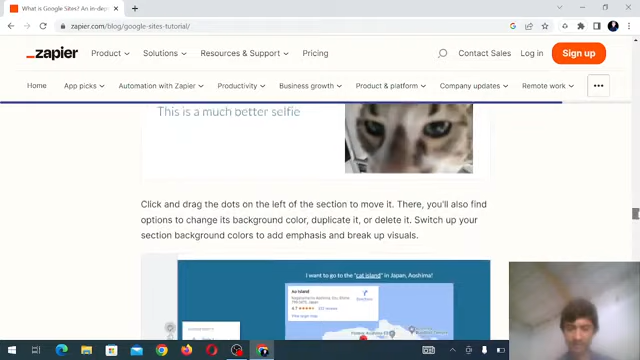 What is Google Sites? An in-dep
zapier.com/blog/google-sites-tutorial/
zapier
Product
Solutions
Resources & Support
Pricing
Contact Sales
Log in
Sign up
Home
App picks
Automation with Zapier
Productivity
Business growth
Product & platform
Company updates
Remote work
This is a much better selfie
Click and drag the dots on the left of the section to move it. There, you'll also find
options to change its background color, duplicate it, or delete it. Switch up your
section background colors to add emphasis and break up visuals.
I want to go to the "cat island" in Japan, Aoshima!
Ao Island